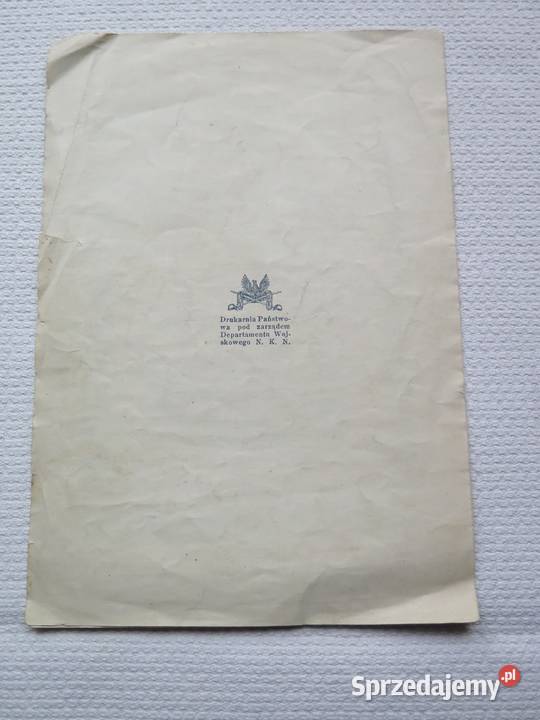 Drukarnia Państwo-
wa pod zarządem
Departamentu Woj-
skowego N. K. N.
Sprzedajemy.pl